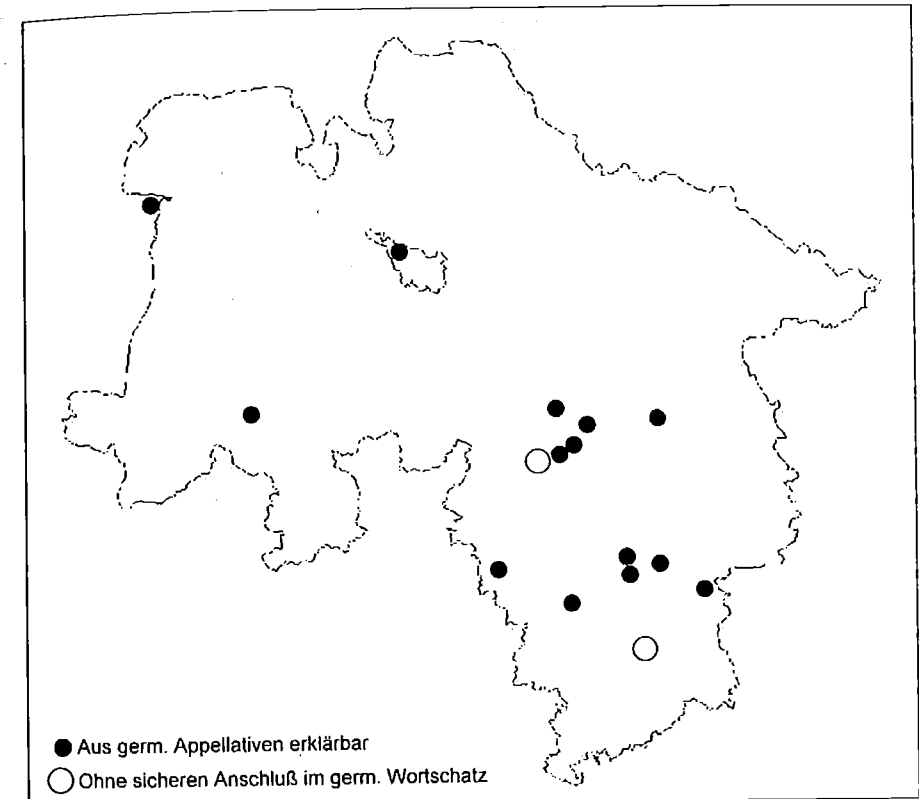 Aus germ. Appellativen erklärbar
Ohne sicheren Anschluß im germ. Wortschatz